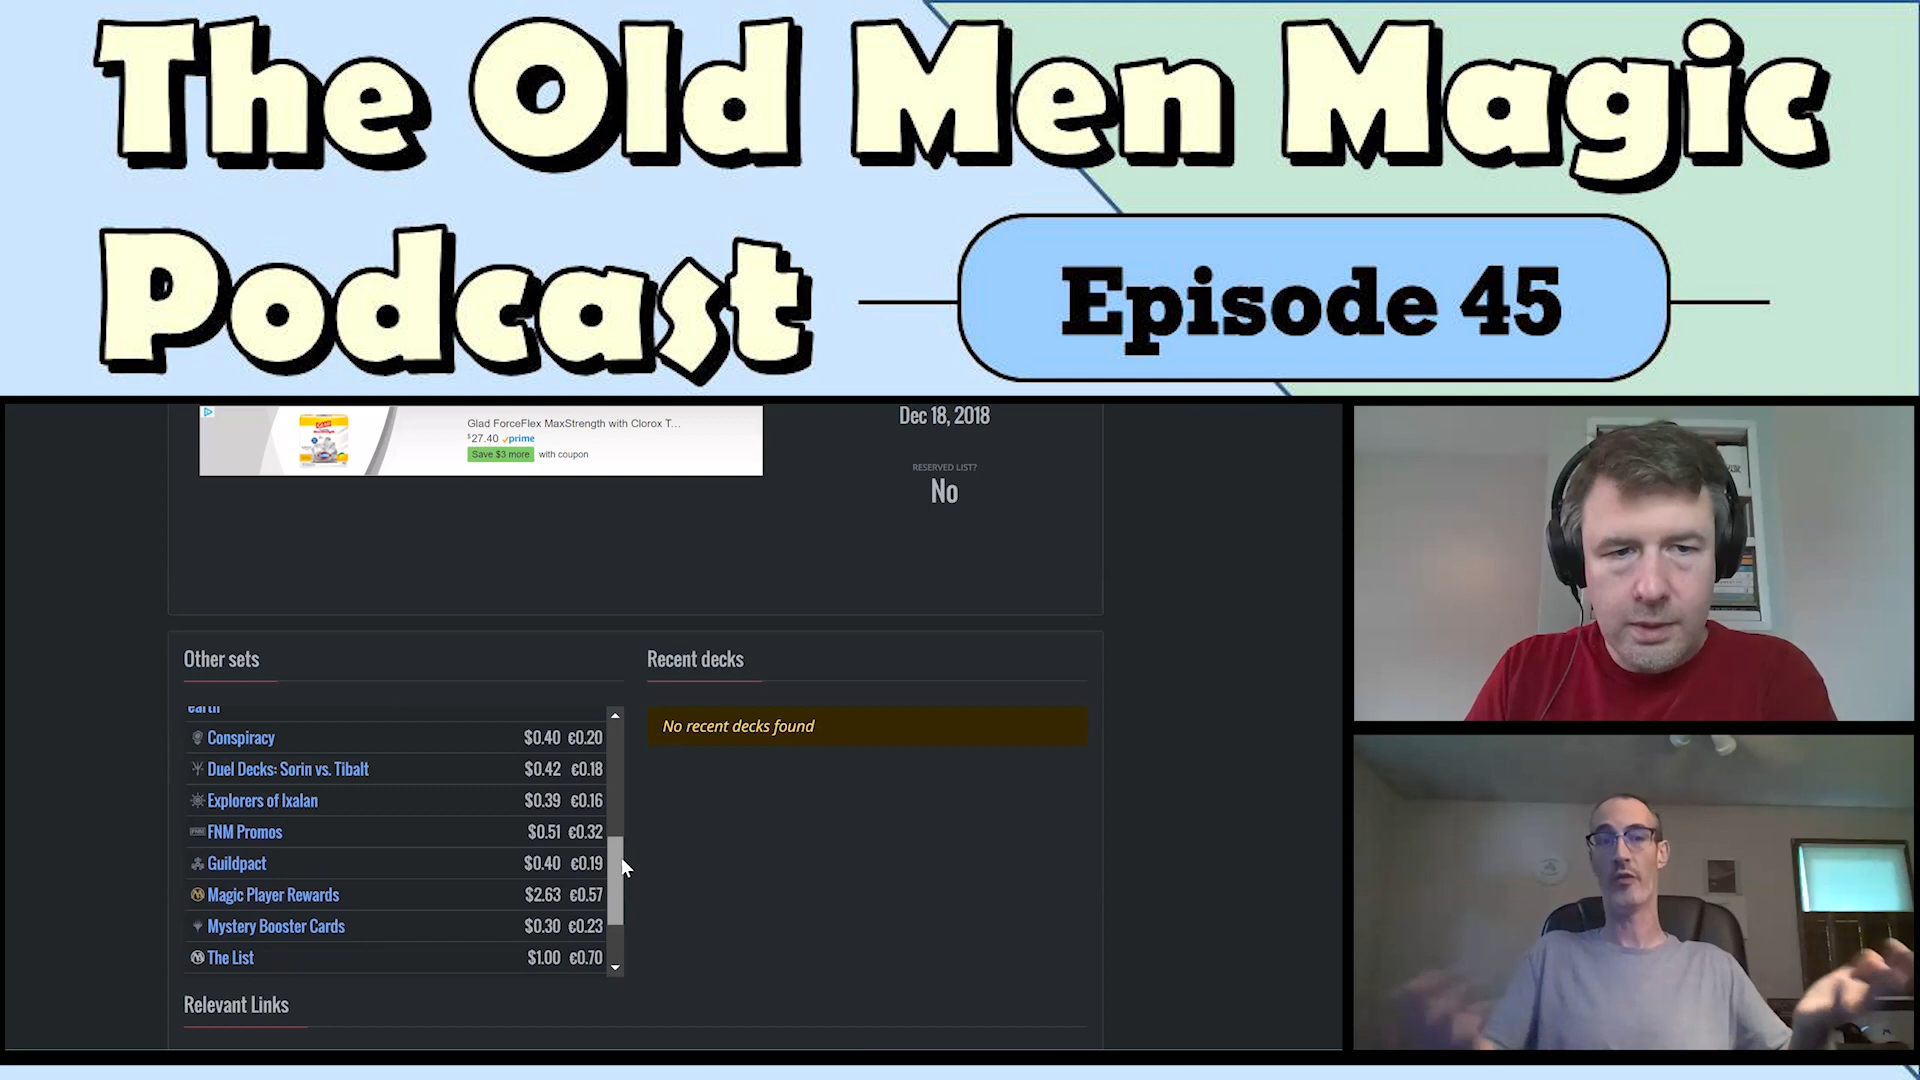 The Old Men Magic
Podcast
Episode 45
Glad ForceFlex MaxStrength with Clorox T...
$27.40 prime
Save $3 more with coupon
Dec 18, 2018
RESERVED LIST?
No
Other sets
earth
Conspiracy $0.40 €0.20
Duel Decks: Sorin vs. Tibalt $0.42 €0.18
Explorers of Ixalan $0.39 €0.16
FNM Promos $0.51 €0.32
Guildpact $0.40 €0.19
Magic Player Rewards $2.63 €0.57
Mystery Booster Cards $0.30 €0.23
The List $1.00 €0.70
Recent decks
No recent decks found
Relevant Links